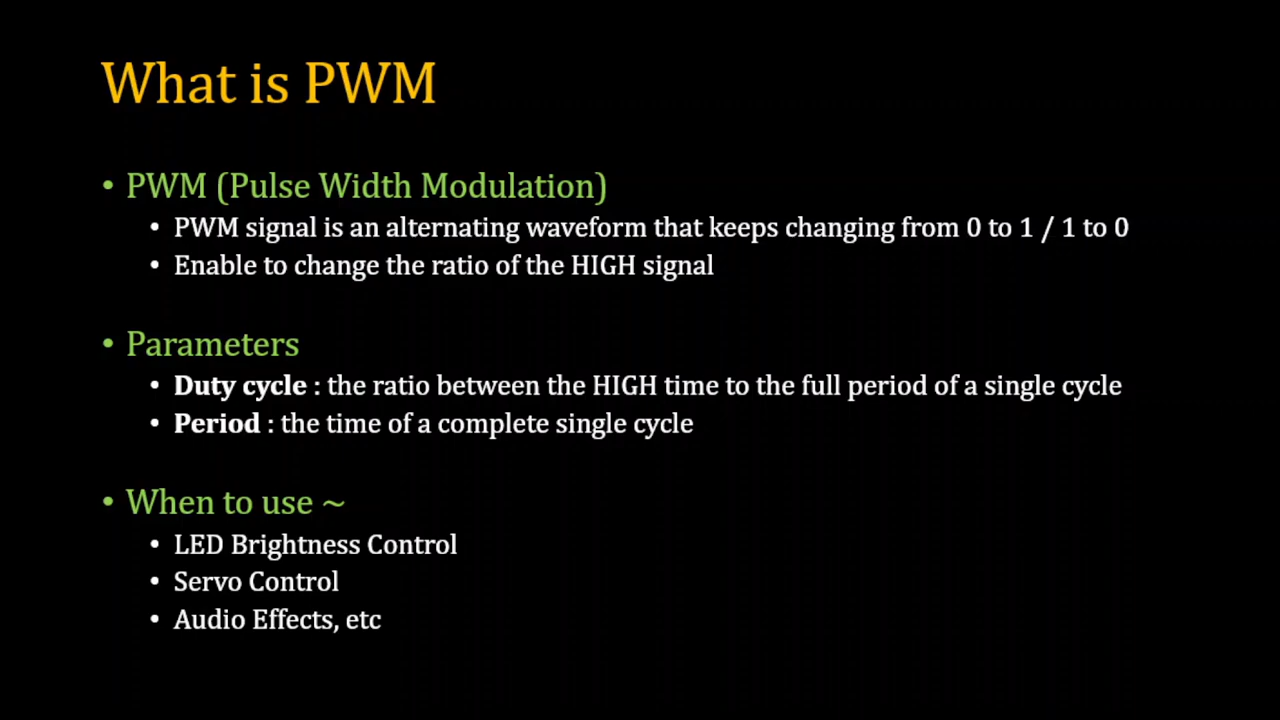 What is PWM
• PWM (Pulse Width Modulation)
• PWM signal is an alternating waveform that keeps changing from 0 to 1 / 1 to 0
• Enable to change the ratio of the HIGH signal
• Parameters
• Duty cycle : the ratio between the HIGH time to the full period of a single cycle
• Period : the time of a complete single cycle
• When to use ~
• LED Brightness Control
• Servo Control
• Audio Effects, etc